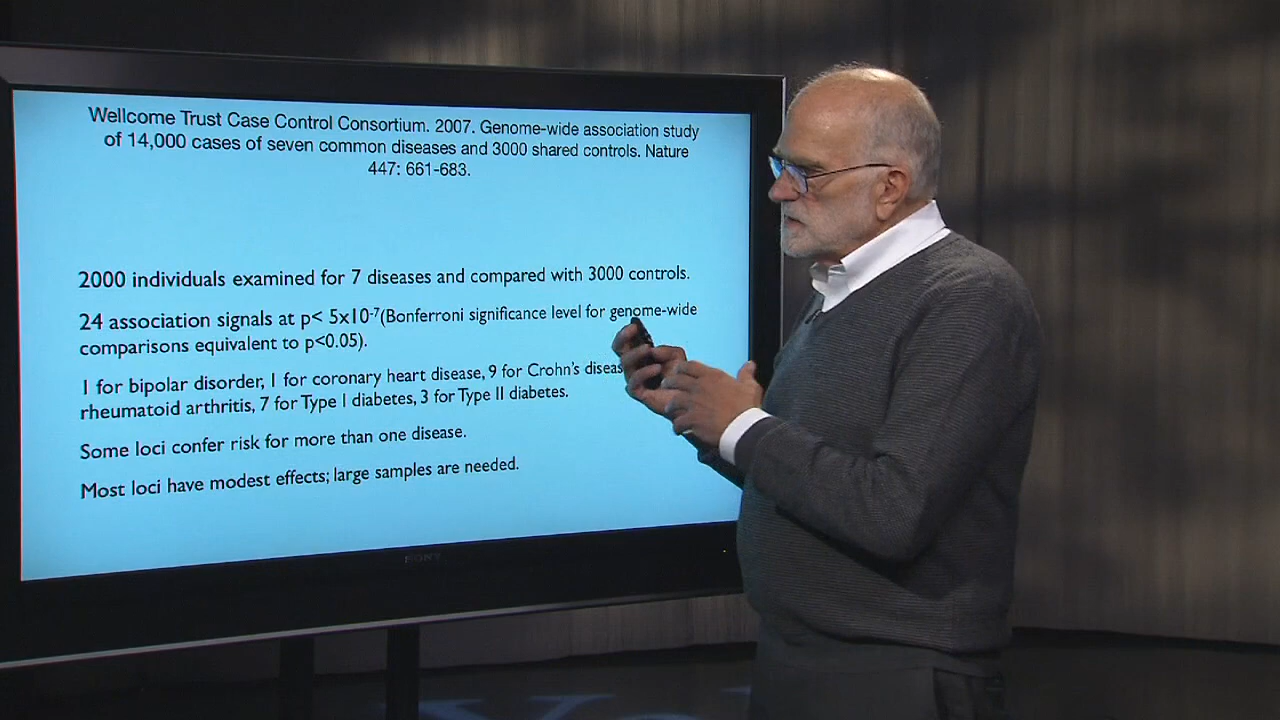 Wellcome Trust Case Control Consortium. 2007. Genome-wide association study
of 14,000 cases of seven common diseases and 3000 shared controls. Nature
447: 661-683.
2000 individuals examined for 7 diseases and compared with 3000 controls.
24 association signals at p< 5x10-7(Bonferroni significance level for genome-wide
comparisons equivalent to p<0.05).
1 for bipolar disorder, 1 for coronary heart disease, 9 for Crohn's diseas
rheumatoid arthritis, 7 for Type I diabetes, 3 for Type II diabetes.
Some loci confer risk for more than one disease.
Most loci have modest effects; large samples are needed.
SONY